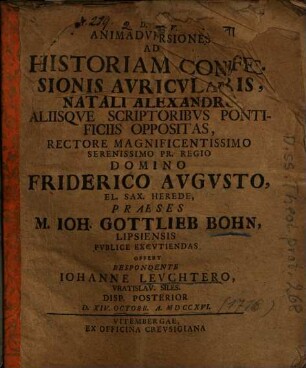 ANIMADVERSIONES
AD
HISTORIAM CONFES-
SIONIS AVRICVLARIS,
NATALI ALEXANDRO
ALIISQVE SCRIPTORIBVS PONTI-
FICIIS OPPOSITAS,
RECTORE MAGNIFICENTISSIMO
SERENISSIMO PR. REGIO
DOMINO
FRIDERICO AVGVSTO,
EL. SAX. HEREDE,
PRAESES
M. IOH. GOTTLIEB BOHN,
LIPSIENSIS
PVBLICE EXCVTIENDAS
OFFERT
RESPONDENTE
IOHANNE LEVCHTERO,
VRATISLAV. SILES.
DISP. POSTERIOR
D. XIV. OCTOBR. A. MDCCXVI.
(1716)
VITEMBERGAE,
EX OFFICINA CREVSIGIANA